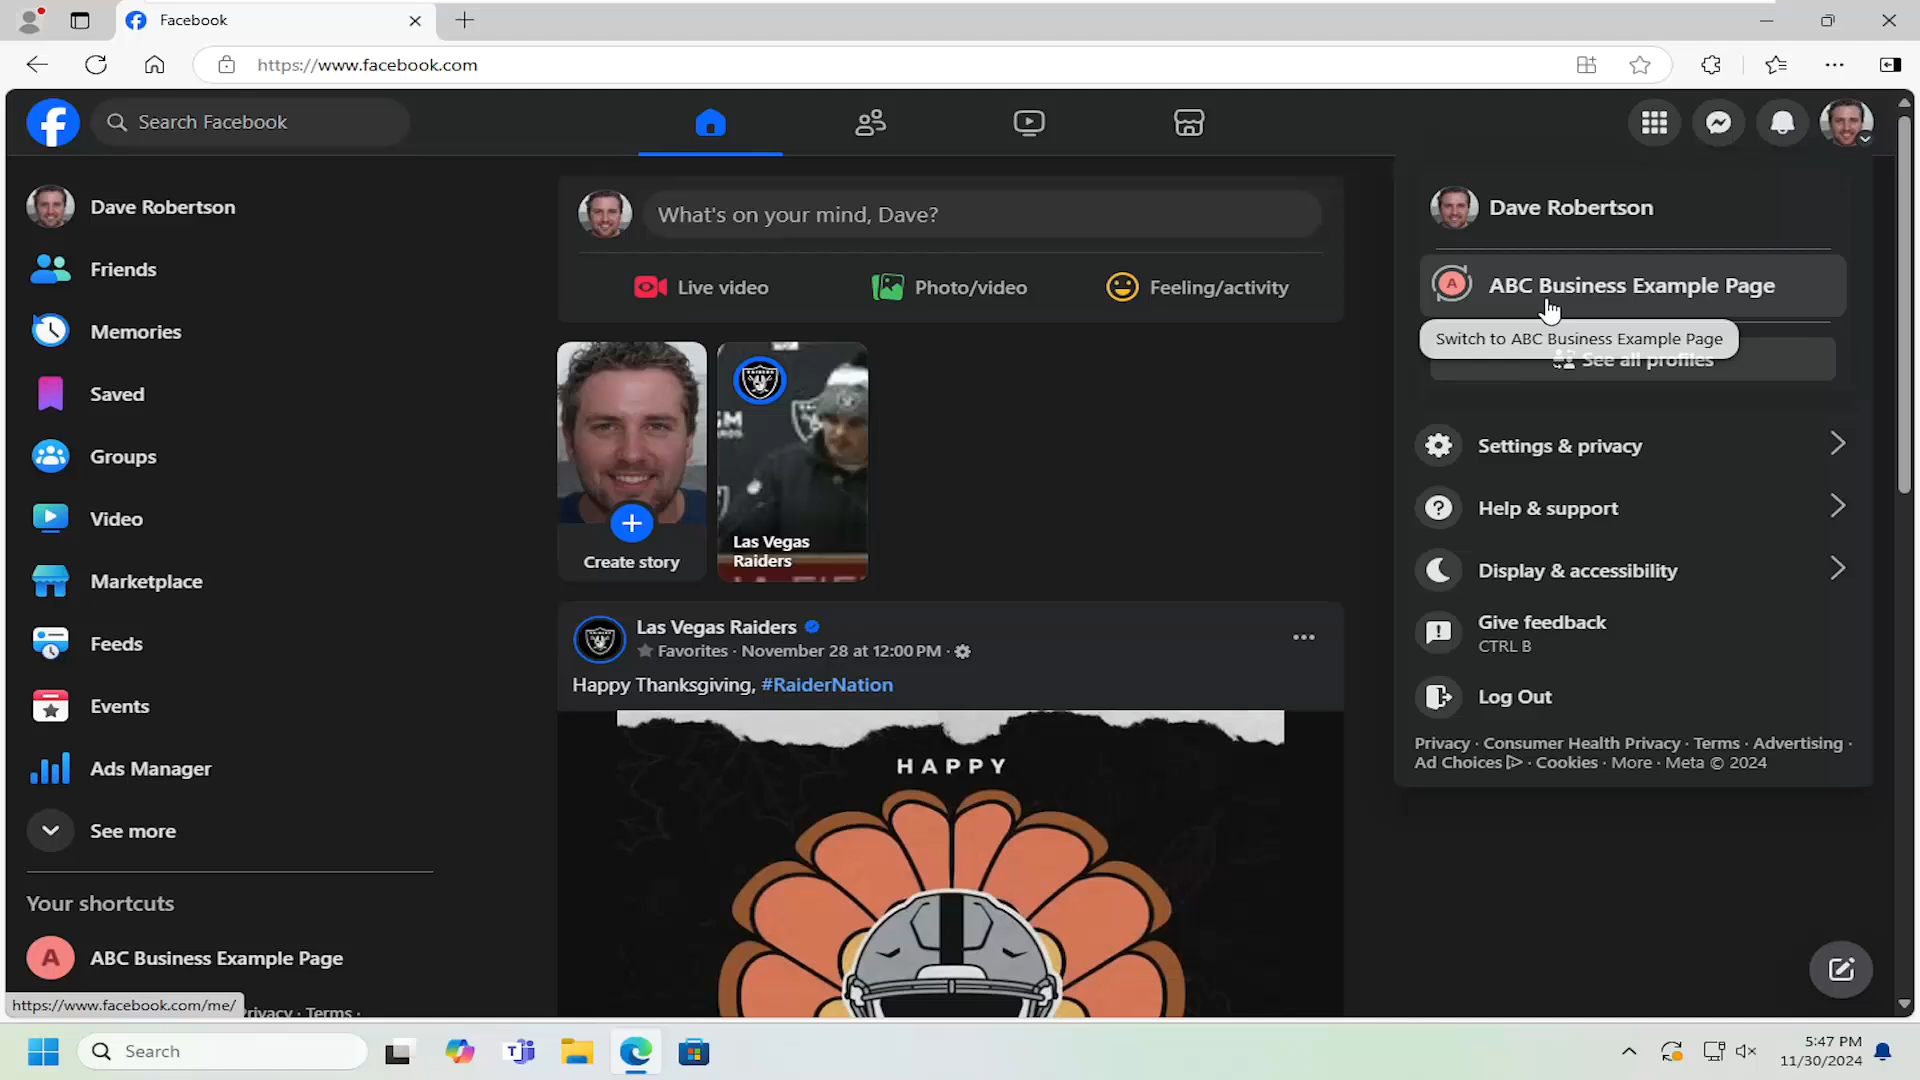 Facebook
https://www.facebook.com
Search Facebook
Dave Robertson
Friends
Memories
Saved
Groups
Video
Marketplace
Feeds
Events
Ads Manager
See more
Your shortcuts
A
ABC Business Example Page
https://www.facebook.com/me/
rivacy · Terms ·
What's on your mind, Dave?
Live video
Photo/video
Feeling/activity
Create story
Las Vegas
Raiders
Las Vegas Raiders
Favorites · November 28 at 12:00 PM ·
Happy Thanksgiving, #RaiderNation
HAPPY
Dave Robertson
A
ABC Business Example Page
Switch to ABC Business Example Page
See all profiles
Settings & privacy
Help & support
Display & accessibility
Give feedback
CTRL B
Log Out
Privacy · Consumer Health Privacy · Terms · Advertising ·
Ad Choices · Cookies · More · Meta © 2024
Search
5:47 PM
11/30/2024